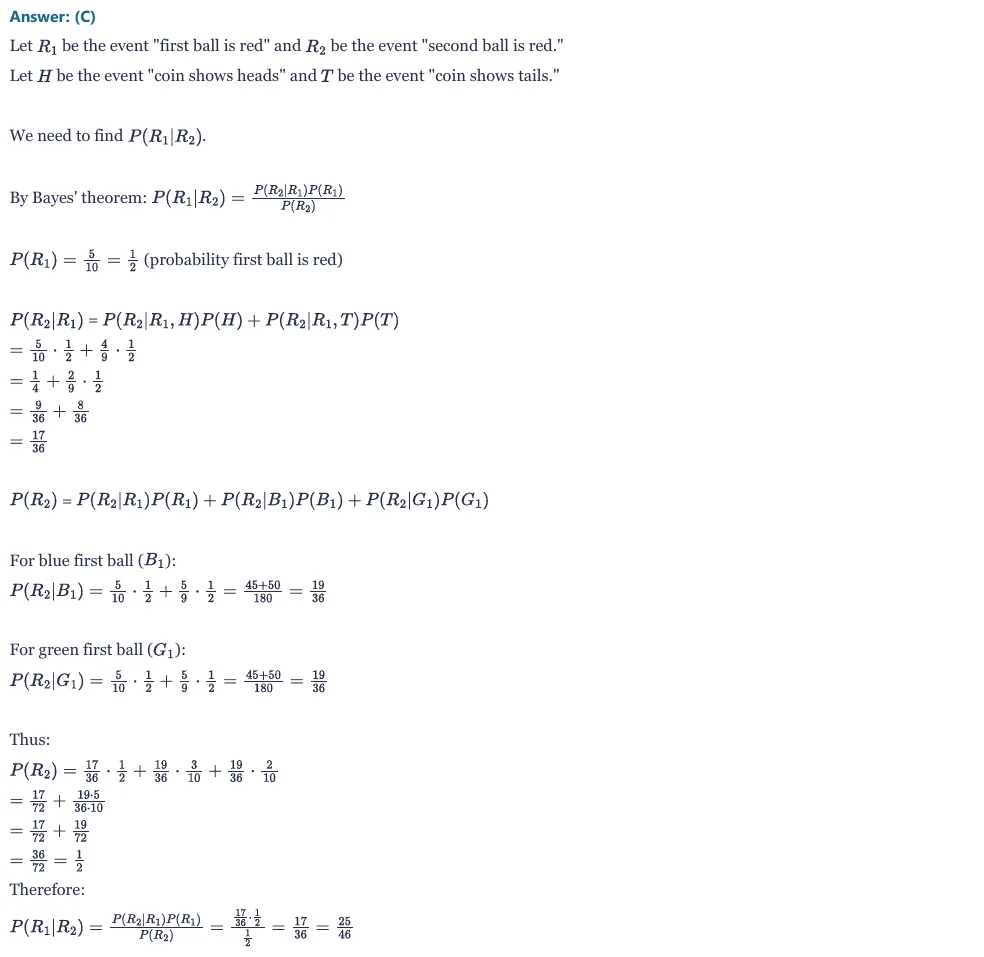 Answer: (C)
Let R₁ be the event "first ball is red" and R₂ be the event "second ball is red."
Let H be the event "coin shows heads" and T be the event "coin shows tails."
We need to find P(R₁|R₂).
By Bayes' theorem: P(R₁|R₂) = P(R₂|R₁)P(R₁)/P(R₂)
P(R₁) = 5/10 = 1/2 (probability first ball is red)
P(R₂|R₁) = P(R₂|R₁, H)P(H) + P(R₂|R₁, T)P(T)
= 5/10 · 1/2 + 4/9 · 1/2
= 1/4 + 2/9 · 1/2
= 9/36 + 8/36
= 17/36
P(R₂) = P(R₂|R₁)P(R₁) + P(R₂|B₁)P(B₁) + P(R₂|G₁)P(G₁)
For blue first ball (B₁):
P(R₂|B₁) = 5/10 · 1/2 + 5/9 · 1/2 = 45+50/180 = 19/36
For green first ball (G₁):
P(R₂|G₁) = 5/10 · 1/2 + 5/9 · 1/2 = 45+50/180 = 19/36
Thus:
P(R₂) = 17/36 · 1/2 + 19/36 · 3/10 + 19/36 · 2/10
= 17/72 + 19·5/36·10
= 17/72 + 19/72
= 36/72 = 1/2
Therefore:
P(R₁|R₂) = P(R₂|R₁)P(R₁)/P(R₂) = 17/36 · 1/2 / 1/2 = 17/36 = 25/46